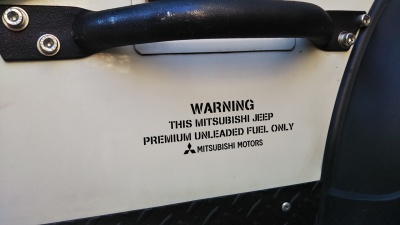 WARNING
THIS MITSUBISHI JEEP
PREMIUM UNLEADED FUEL ONLY
MITSUBISHI MOTORS